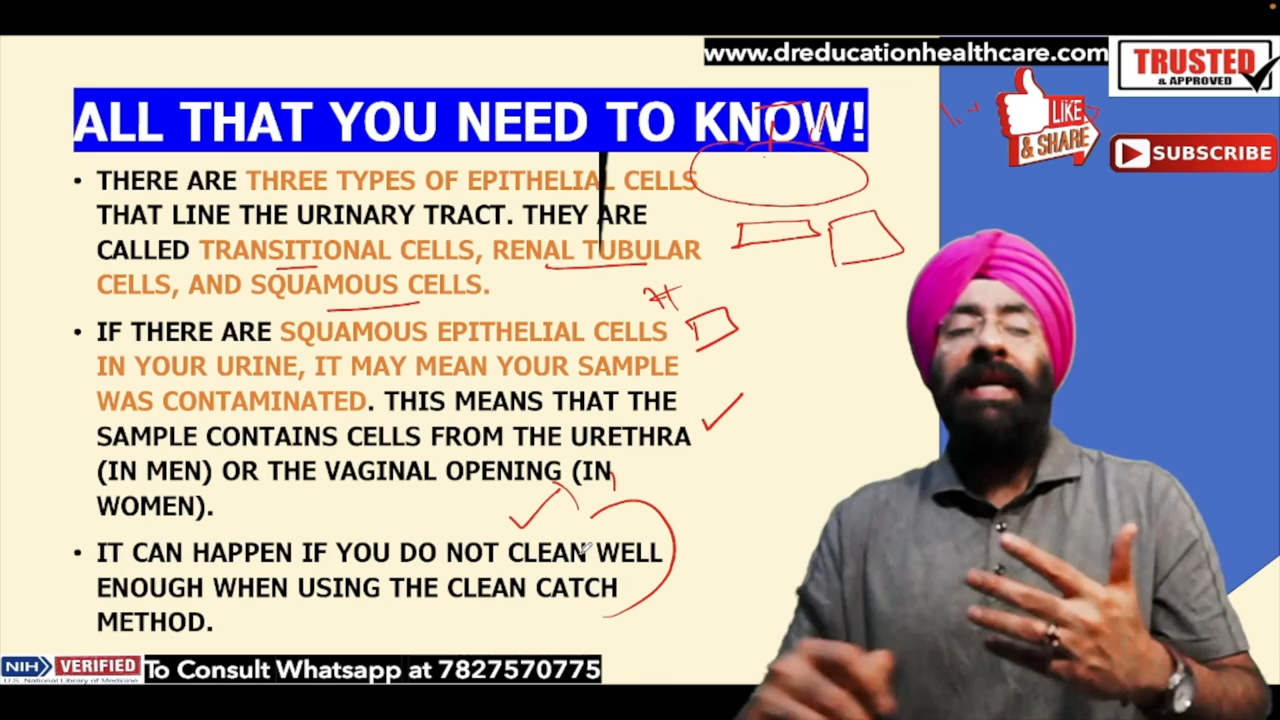 www.dreducationhealthcare.com
TRUSTED
& APPROVED
ALL THAT YOU NEED TO KNOW!
LIKE
& SHARE
SUBSCRIBE
• THERE ARE THREE TYPES OF EPITHELIAL CELLS
THAT LINE THE URINARY TRACT. THEY ARE
CALLED TRANSITIONAL CELLS, RENAL TUBULAR
CELLS, AND SQUAMOUS CELLS.
• IF THERE ARE SQUAMOUS EPITHELIAL CELLS
IN YOUR URINE, IT MAY MEAN YOUR SAMPLE
WAS CONTAMINATED. THIS MEANS THAT THE
SAMPLE CONTAINS CELLS FROM THE URETHRA
(IN MEN) OR THE VAGINAL OPENING (IN
WOMEN).
• IT CAN HAPPEN IF YOU DO NOT CLEAN WELL
ENOUGH WHEN USING THE CLEAN CATCH
METHOD.
NIH VERIFIED
U.S. National Library of Medicine
To Consult Whatsapp at 7827570775